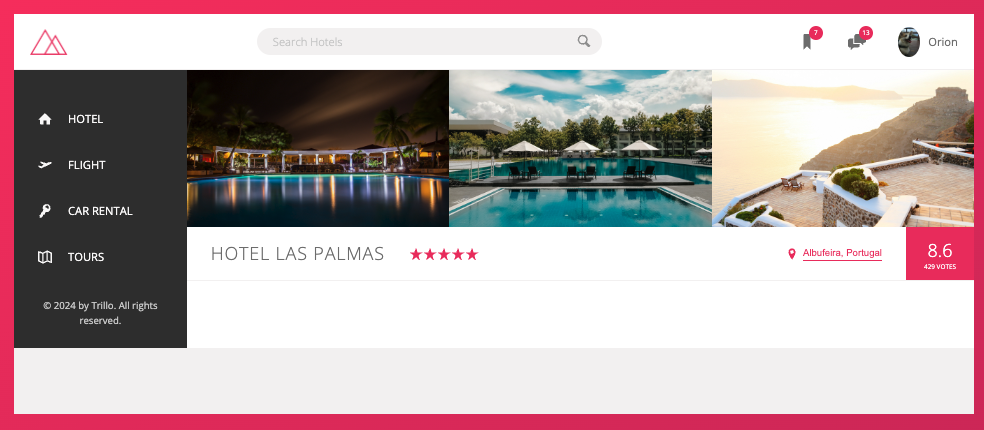 Search Hotels
7
13
Orion
HOTEL
FLIGHT
CAR RENTAL
TOURS
© 2024 by Trillo. All rights
reserved.
HOTEL LAS PALMAS
Albufeira, Portugal
8.6
429 VOTES